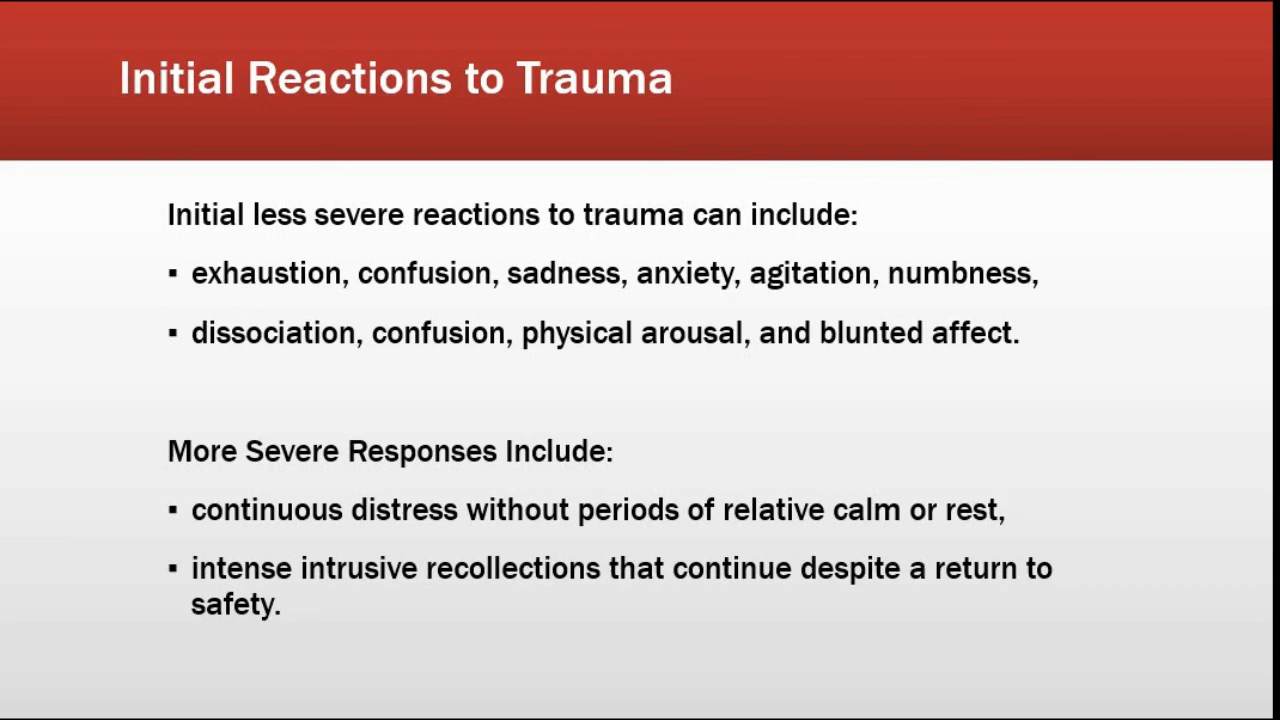 Initial Reactions to Trauma
Initial less severe reactions to trauma can include:
▪ exhaustion, confusion, sadness, anxiety, agitation, numbness,
▪ dissociation, confusion, physical arousal, and blunted affect.
More Severe Responses Include:
▪ continuous distress without periods of relative calm or rest,
▪ intense intrusive recollections that continue despite a return to
safety.